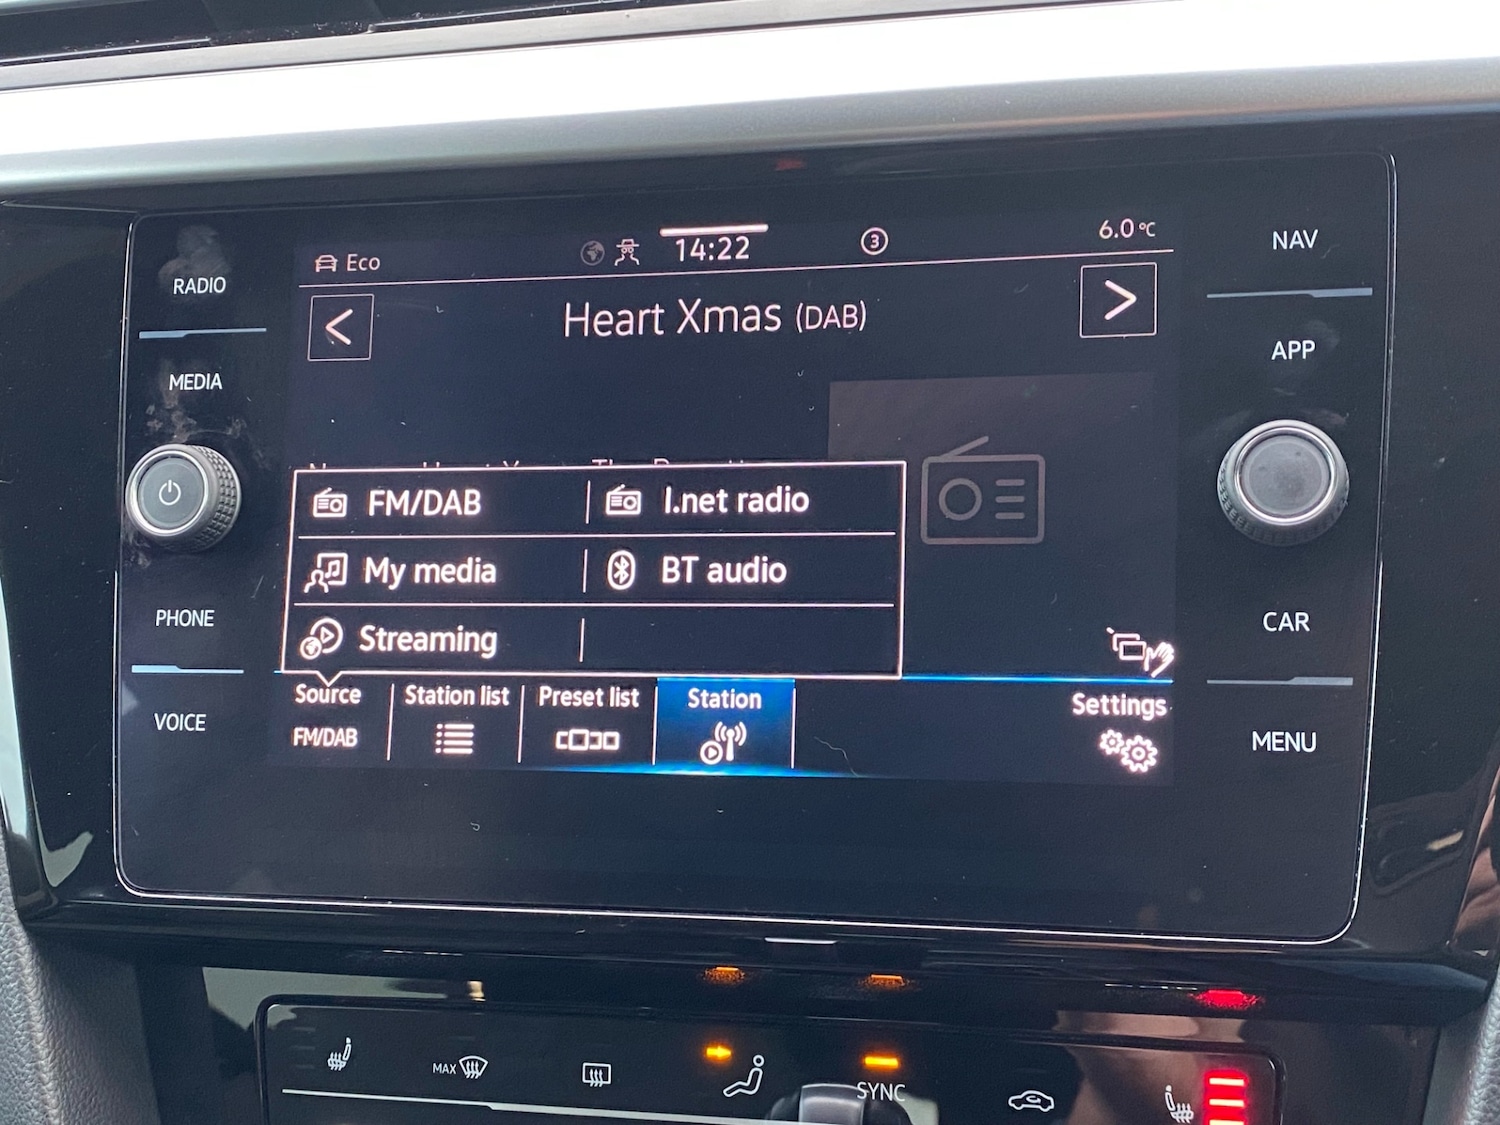 Eco
14:22
3
6.0 °C
Heart Xmas (DAB)
FM/DAB
I.net radio
My media
BT audio
Streaming
Source
FM/DAB
Station list
Preset list
Station
Settings
RADIO
MEDIA
PHONE
VOICE
NAV
APP
CAR
MENU
MAX
SYNC